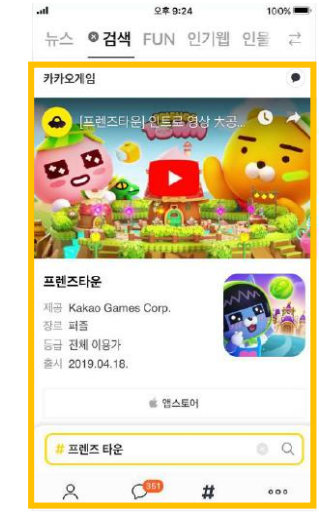 오후 9:24
100%
뉴스 검색 FUN 인기웹 인물
카카오게임
[프렌즈타운] 인트로 영상 大공...
프렌즈타운
제공 Kakao Games Corp.
장르 퍼즐
등급 전체 이용가
출시 2019.04.18.
앱스토어
# 프렌즈 타운
351
#